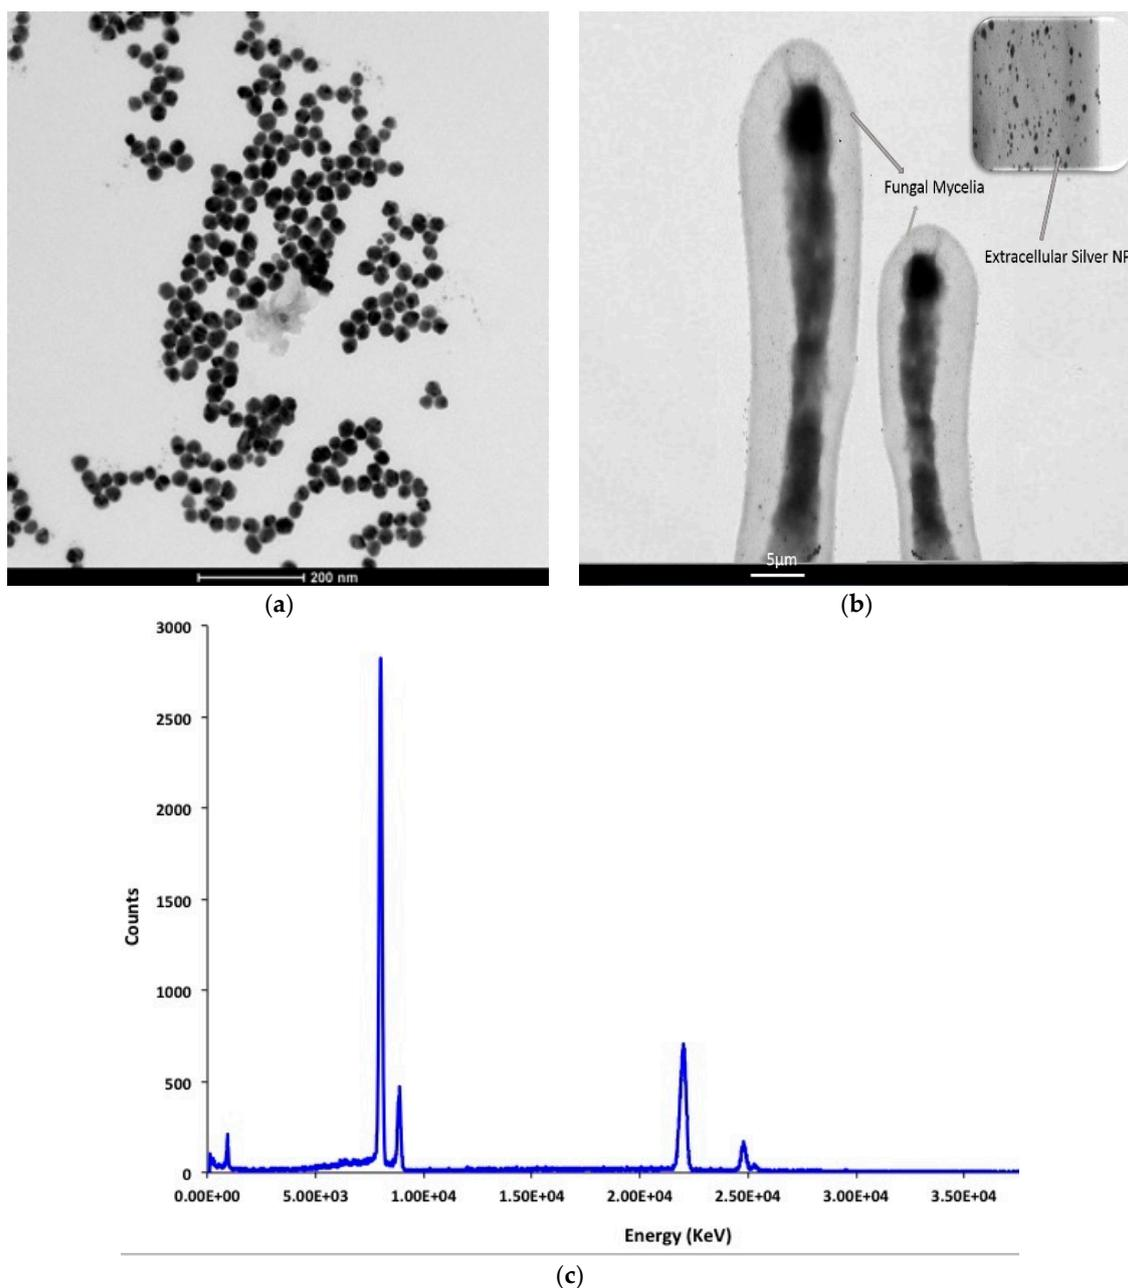 Fungal Mycelia
Extracellular Silver NP
200 nm
5μm
(a)
(b)
3000
2500
2000
1500
1000
500
0
Counts
0.00E+00 5.00E+03 1.00E+04 1.50E+04 2.00E+04 2.50E+04 3.00E+04 3.50E+04
Energy (KeV)
(c)